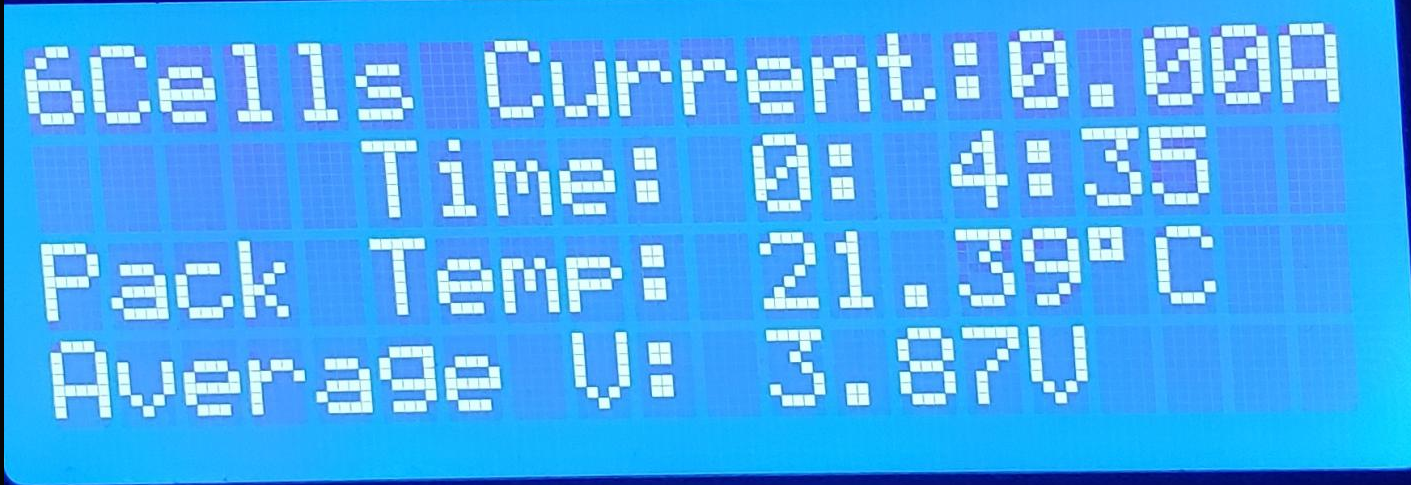 6Cells Current:0.00A
Time: 0: 4:35
Pack Temp: 21.39°C
Average V: 3.87V